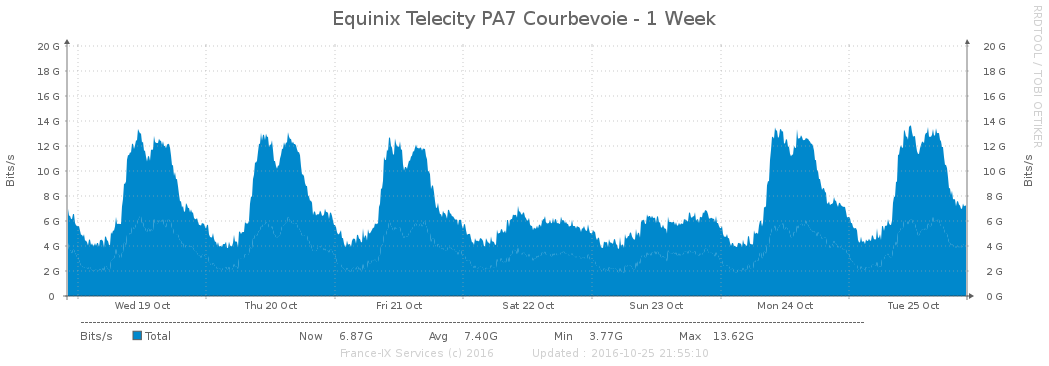 Equinix Telecity PA7 Courbevoie - 1 Week
RRDTOOL / TOBI OETIKER
Bits/s
20 G 20 G
18 G 18 G
16 G 16 G
14 G 14 G
12 G 12 G
10 G 10 G
8 G 8 G
6 G 6 G
4 G 4 G
2 G 2 G
0 0 G
Bits/s
Wed 19 Oct Thu 20 Oct Fri 21 Oct Sat 22 Oct Sun 23 Oct Mon 24 Oct Tue 25 Oct
Bits/s Total Now 6.87G Avg 7.40G Min 3.77G Max 13.62G
France-IX Services (c) 2016 Updated : 2016-10-25 21:55:10